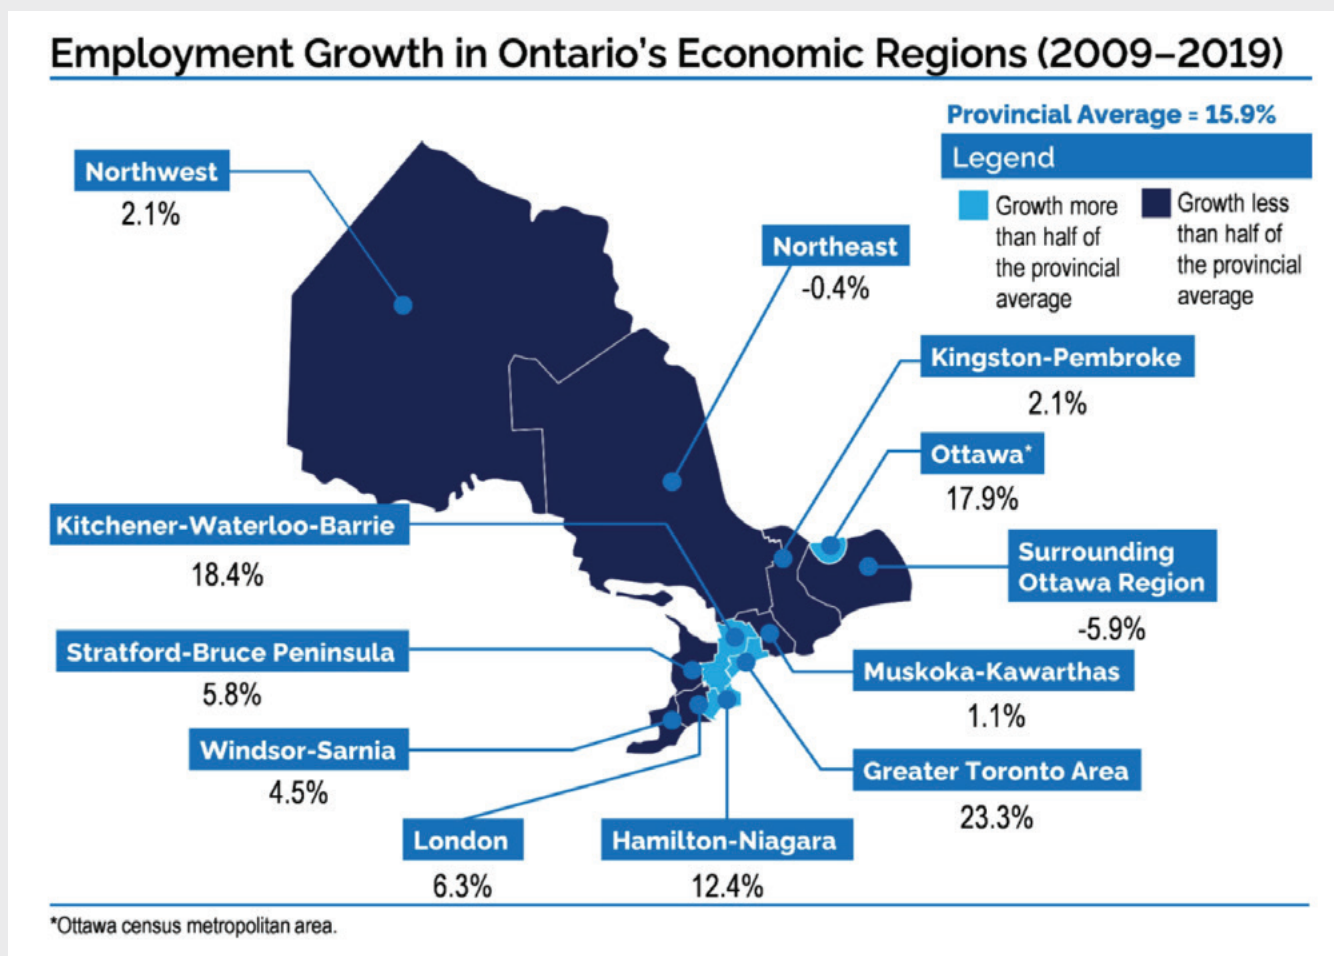 Employment Growth in Ontario's Economic Regions (2009–2019)
Provincial Average = 15.9%
Legend
Growth more
than half of
the provincial
average
Growth less
than half of
the provincial
average
Northwest
2.1%
Northeast
-0.4%
Kingston-Pembroke
2.1%
Ottawa*
17.9%
Kitchener-Waterloo-Barrie
18.4%
Surrounding
Ottawa Region
-5.9%
Stratford-Bruce Peninsula
5.8%
Muskoka-Kawarthas
1.1%
Windsor-Sarnia
4.5%
Greater Toronto Area
23.3%
London
6.3%
Hamilton-Niagara
12.4%
*Ottawa census metropolitan area.